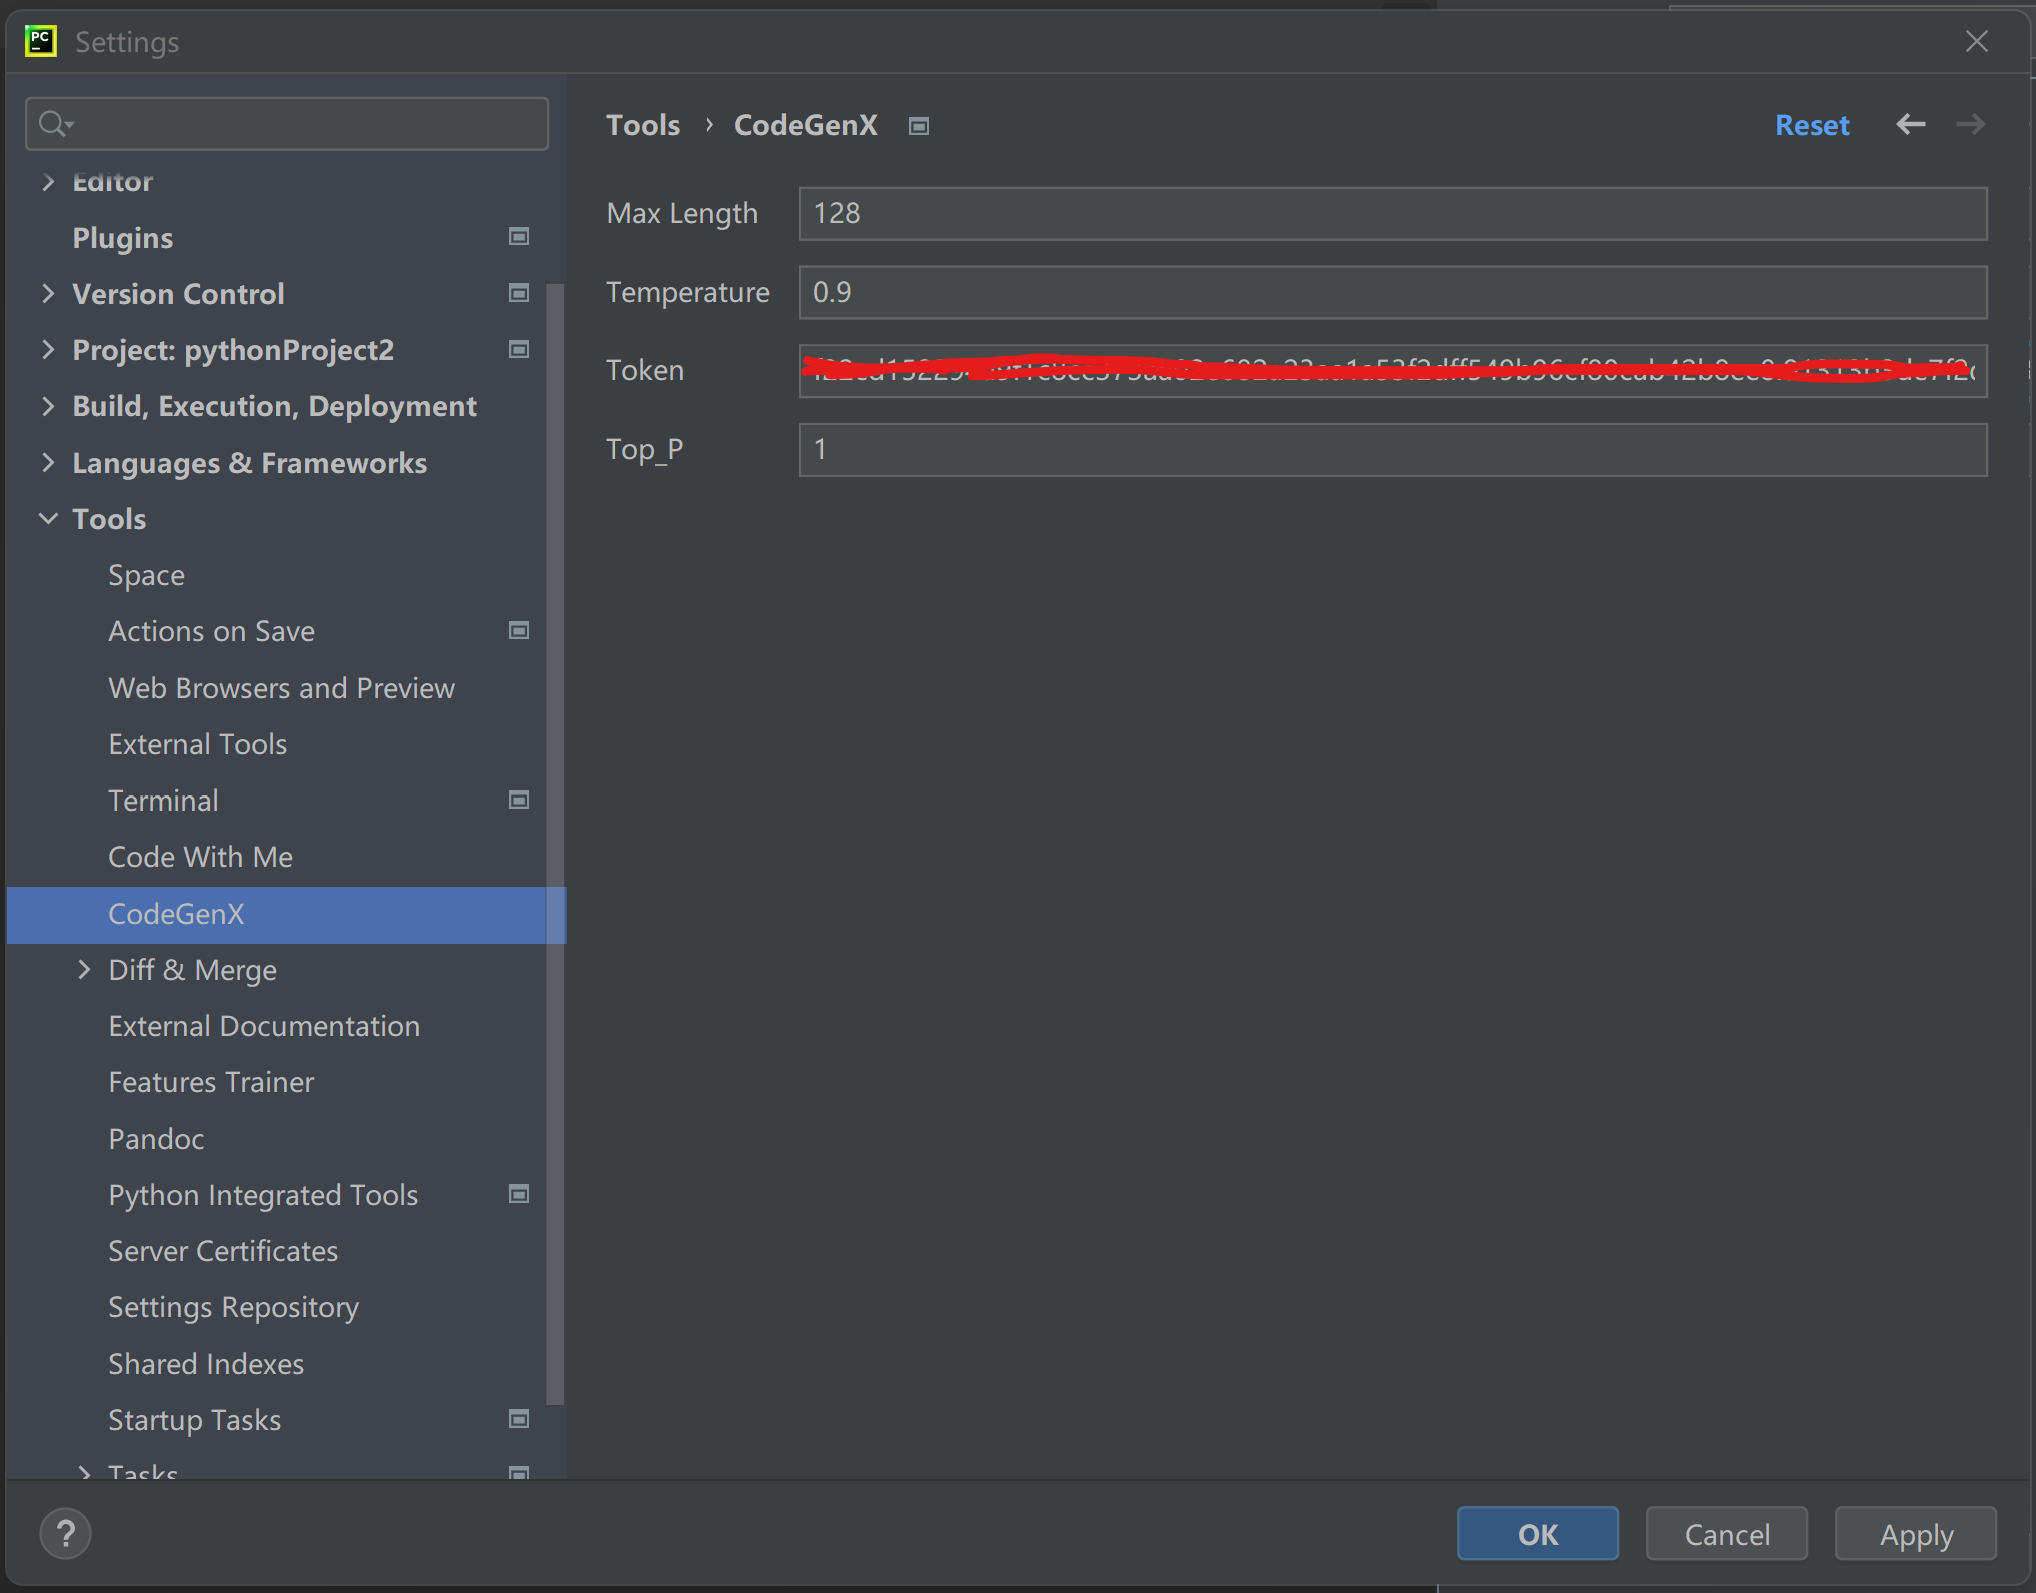 PC
Settings
Editor
Plugins
Version Control
Project: pythonProject2
Build, Execution, Deployment
Languages & Frameworks
Tools
Space
Actions on Save
Web Browsers and Preview
External Tools
Terminal
Code With Me
CodeGenX
Diff & Merge
External Documentation
Features Trainer
Pandoc
Python Integrated Tools
Server Certificates
Settings Repository
Shared Indexes
Startup Tasks
Tasks
Tools › CodeGenX
Reset
Max Length 128
Temperature 0.9
Token
Top_P 1
?
OK Cancel Apply